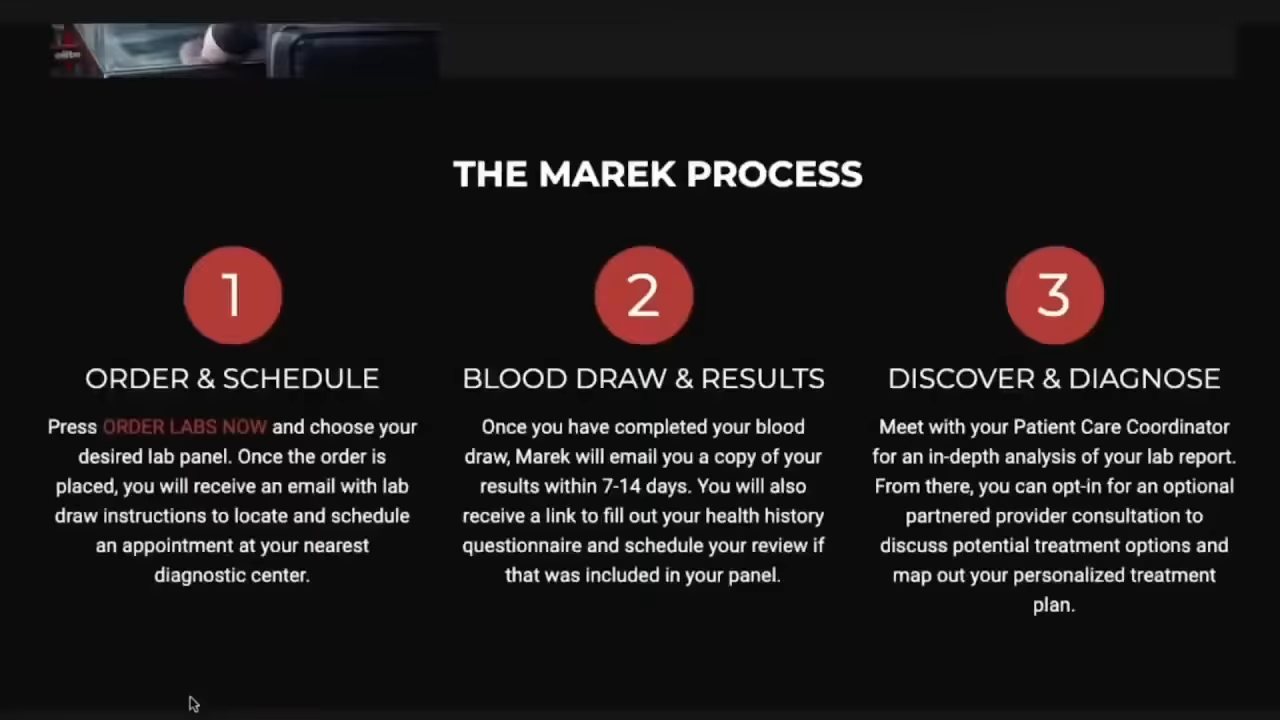 THE MAREK PROCESS
1
ORDER & SCHEDULE
Press ORDER LABS NOW and choose your
desired lab panel. Once the order is
placed, you will receive an email with lab
draw instructions to locate and schedule
an appointment at your nearest
diagnostic center.
2
BLOOD DRAW & RESULTS
Once you have completed your blood
draw, Marek will email you a copy of your
results within 7-14 days. You will also
receive a link to fill out your health history
questionnaire and schedule your review if
that was included in your panel.
3
DISCOVER & DIAGNOSE
Meet with your Patient Care Coordinator
for an in-depth analysis of your lab report.
From there, you can opt-in for an optional
partnered provider consultation to
discuss potential treatment options and
map out your personalized treatment
plan.